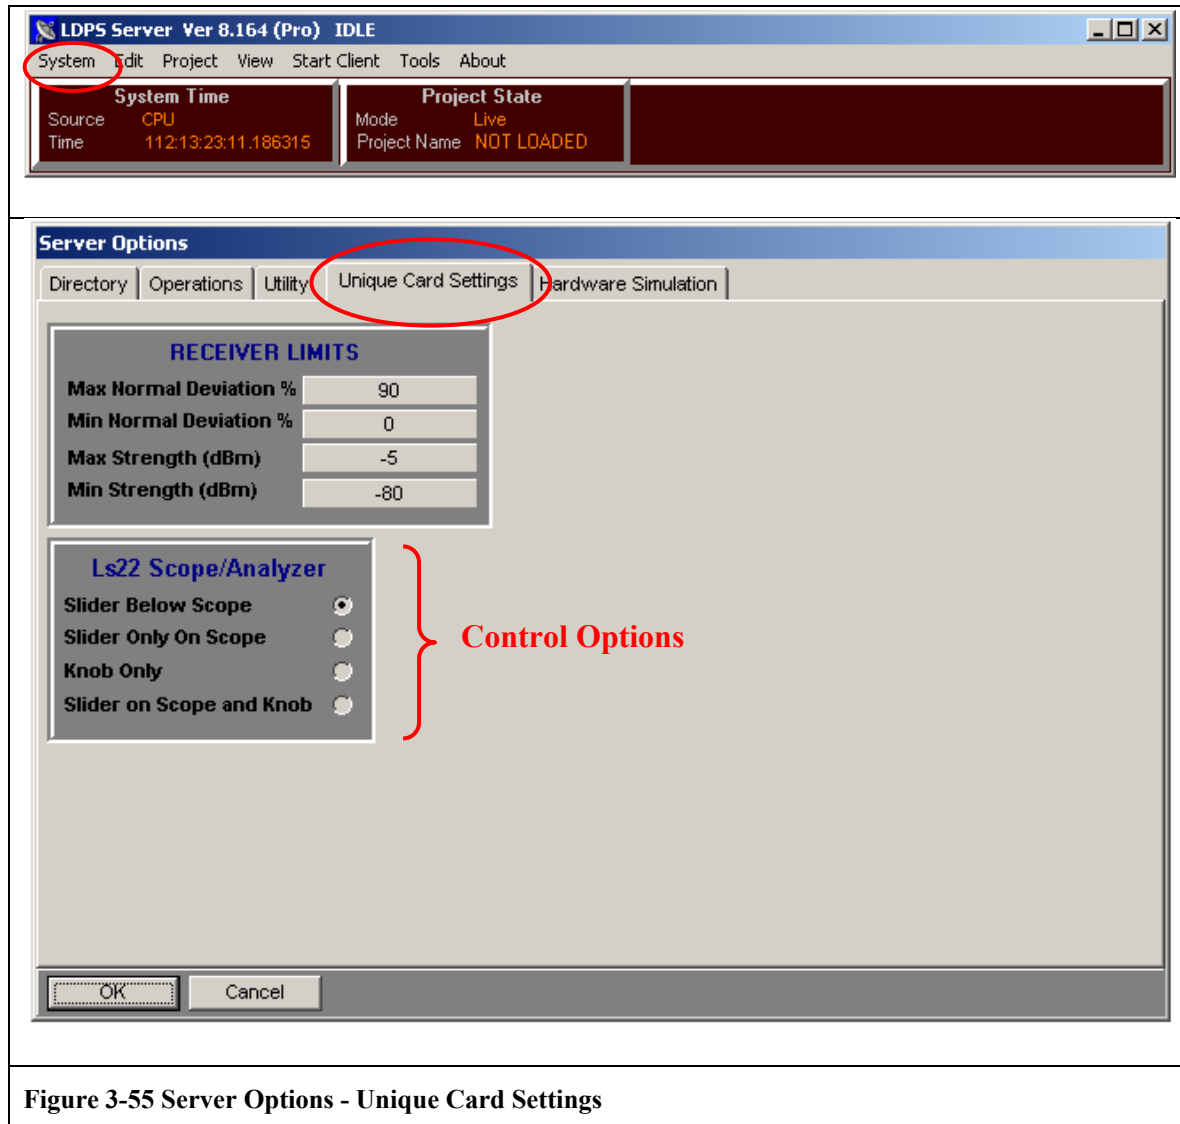 LDPS Server Ver 8.164 (Pro) IDLE
System Edit Project View Start Client Tools About
System Time
Source CPU
Time 112:13:23:11.186315
Project State
Mode Live
Project Name NOT LOADED
Server Options
Directory Operations Utility Unique Card Settings Hardware Simulation
RECEIVER LIMITS
Max Normal Deviation % 90
Min Normal Deviation % 0
Max Strength (dBm) -5
Min Strength (dBm) -80
Ls22 Scope/Analyzer
Slider Below Scope
Slider Only On Scope
Knob Only
Slider on Scope and Knob
Control Options
OK Cancel
Figure 3-55 Server Options - Unique Card Settings